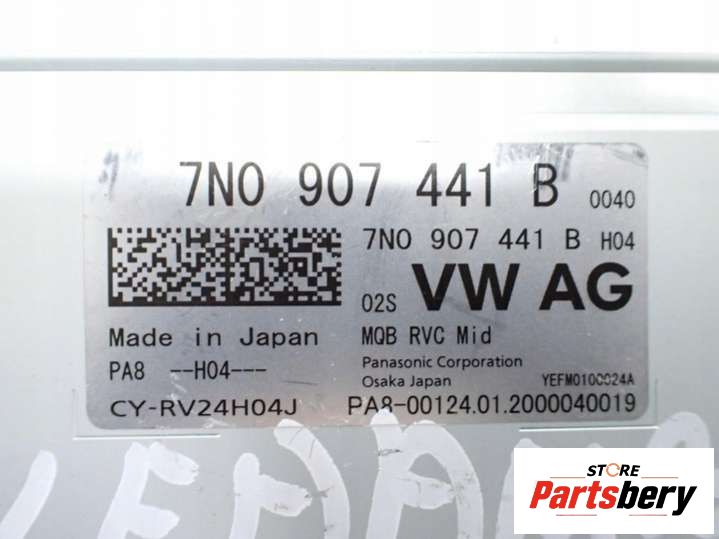 7N0 907 441 B 0040
7N0 907 441 B H04
02S VW AG
Made in Japan MQB RVC Mid
PA8 --H04--- Panasonic Corporation
Osaka Japan YEFM0100024A
CY-RV24H04J PA8-00124.01.2000040019
STORE
Partsbery